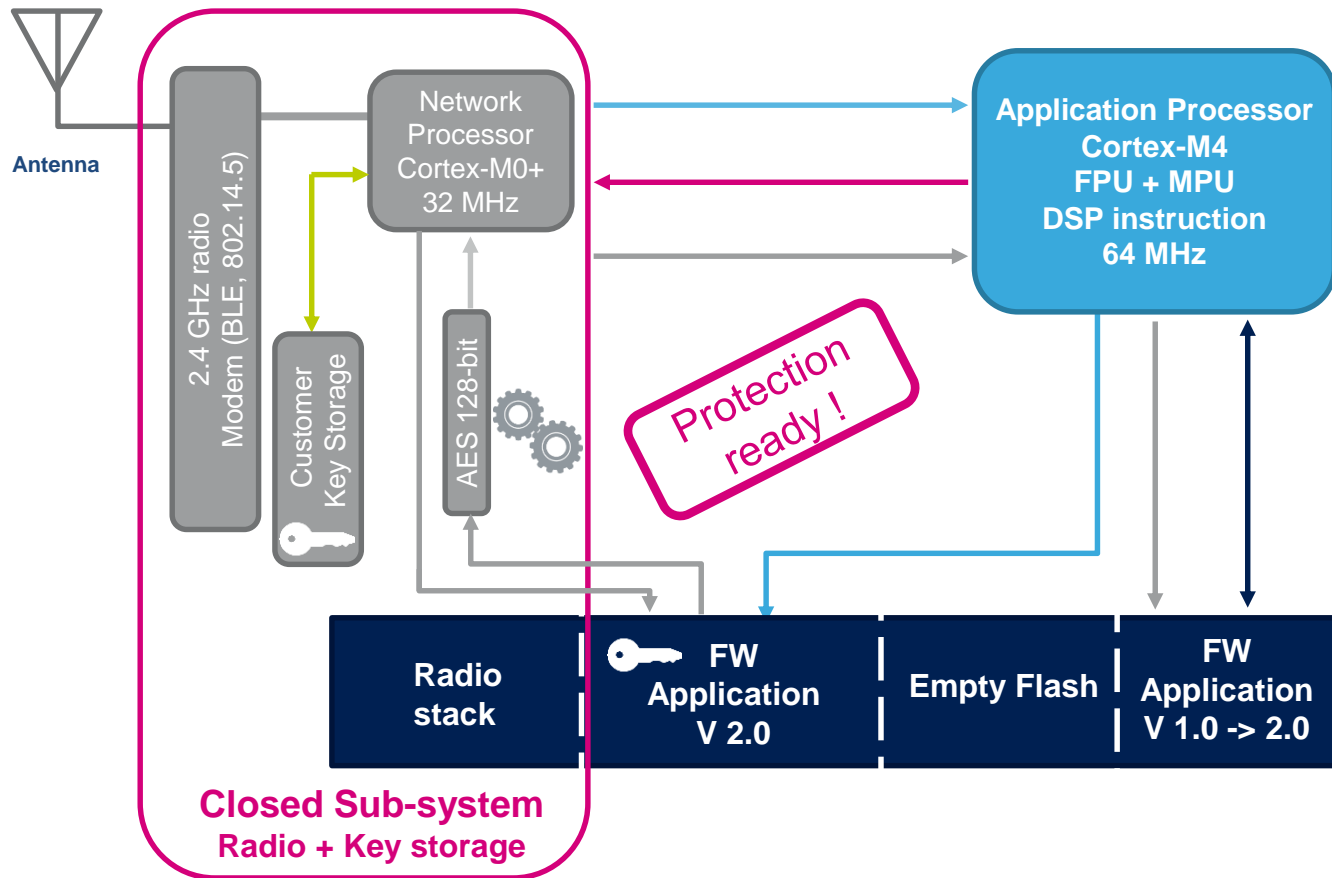 Antenna
2.4 GHz radio
Modem (BLE, 802.14.5)
Network
Processor
Cortex-M0+
32 MHz
Customer
Key Storage
AES 128-bit
Application Processor
Cortex-M4
FPU + MPU
DSP instruction
64 MHz
Protection
ready !
Radio
stack
FW
Application
V 2.0
Empty Flash
FW
Application
V 1.0 -> 2.0
Closed Sub-system
Radio + Key storage